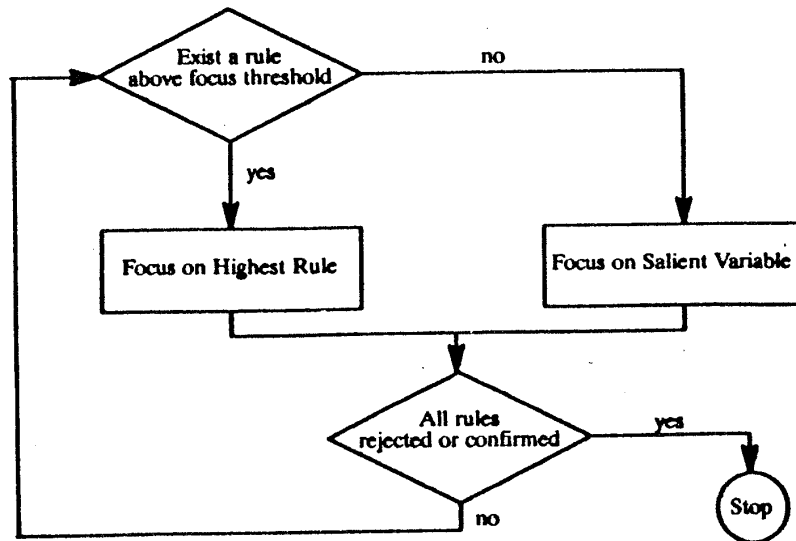 Exist a rule
above focus threshold
no
yes
Focus on Highest Rule
Focus on Salient Variable
All rules
rejected or confirmed
yes
no
Stop